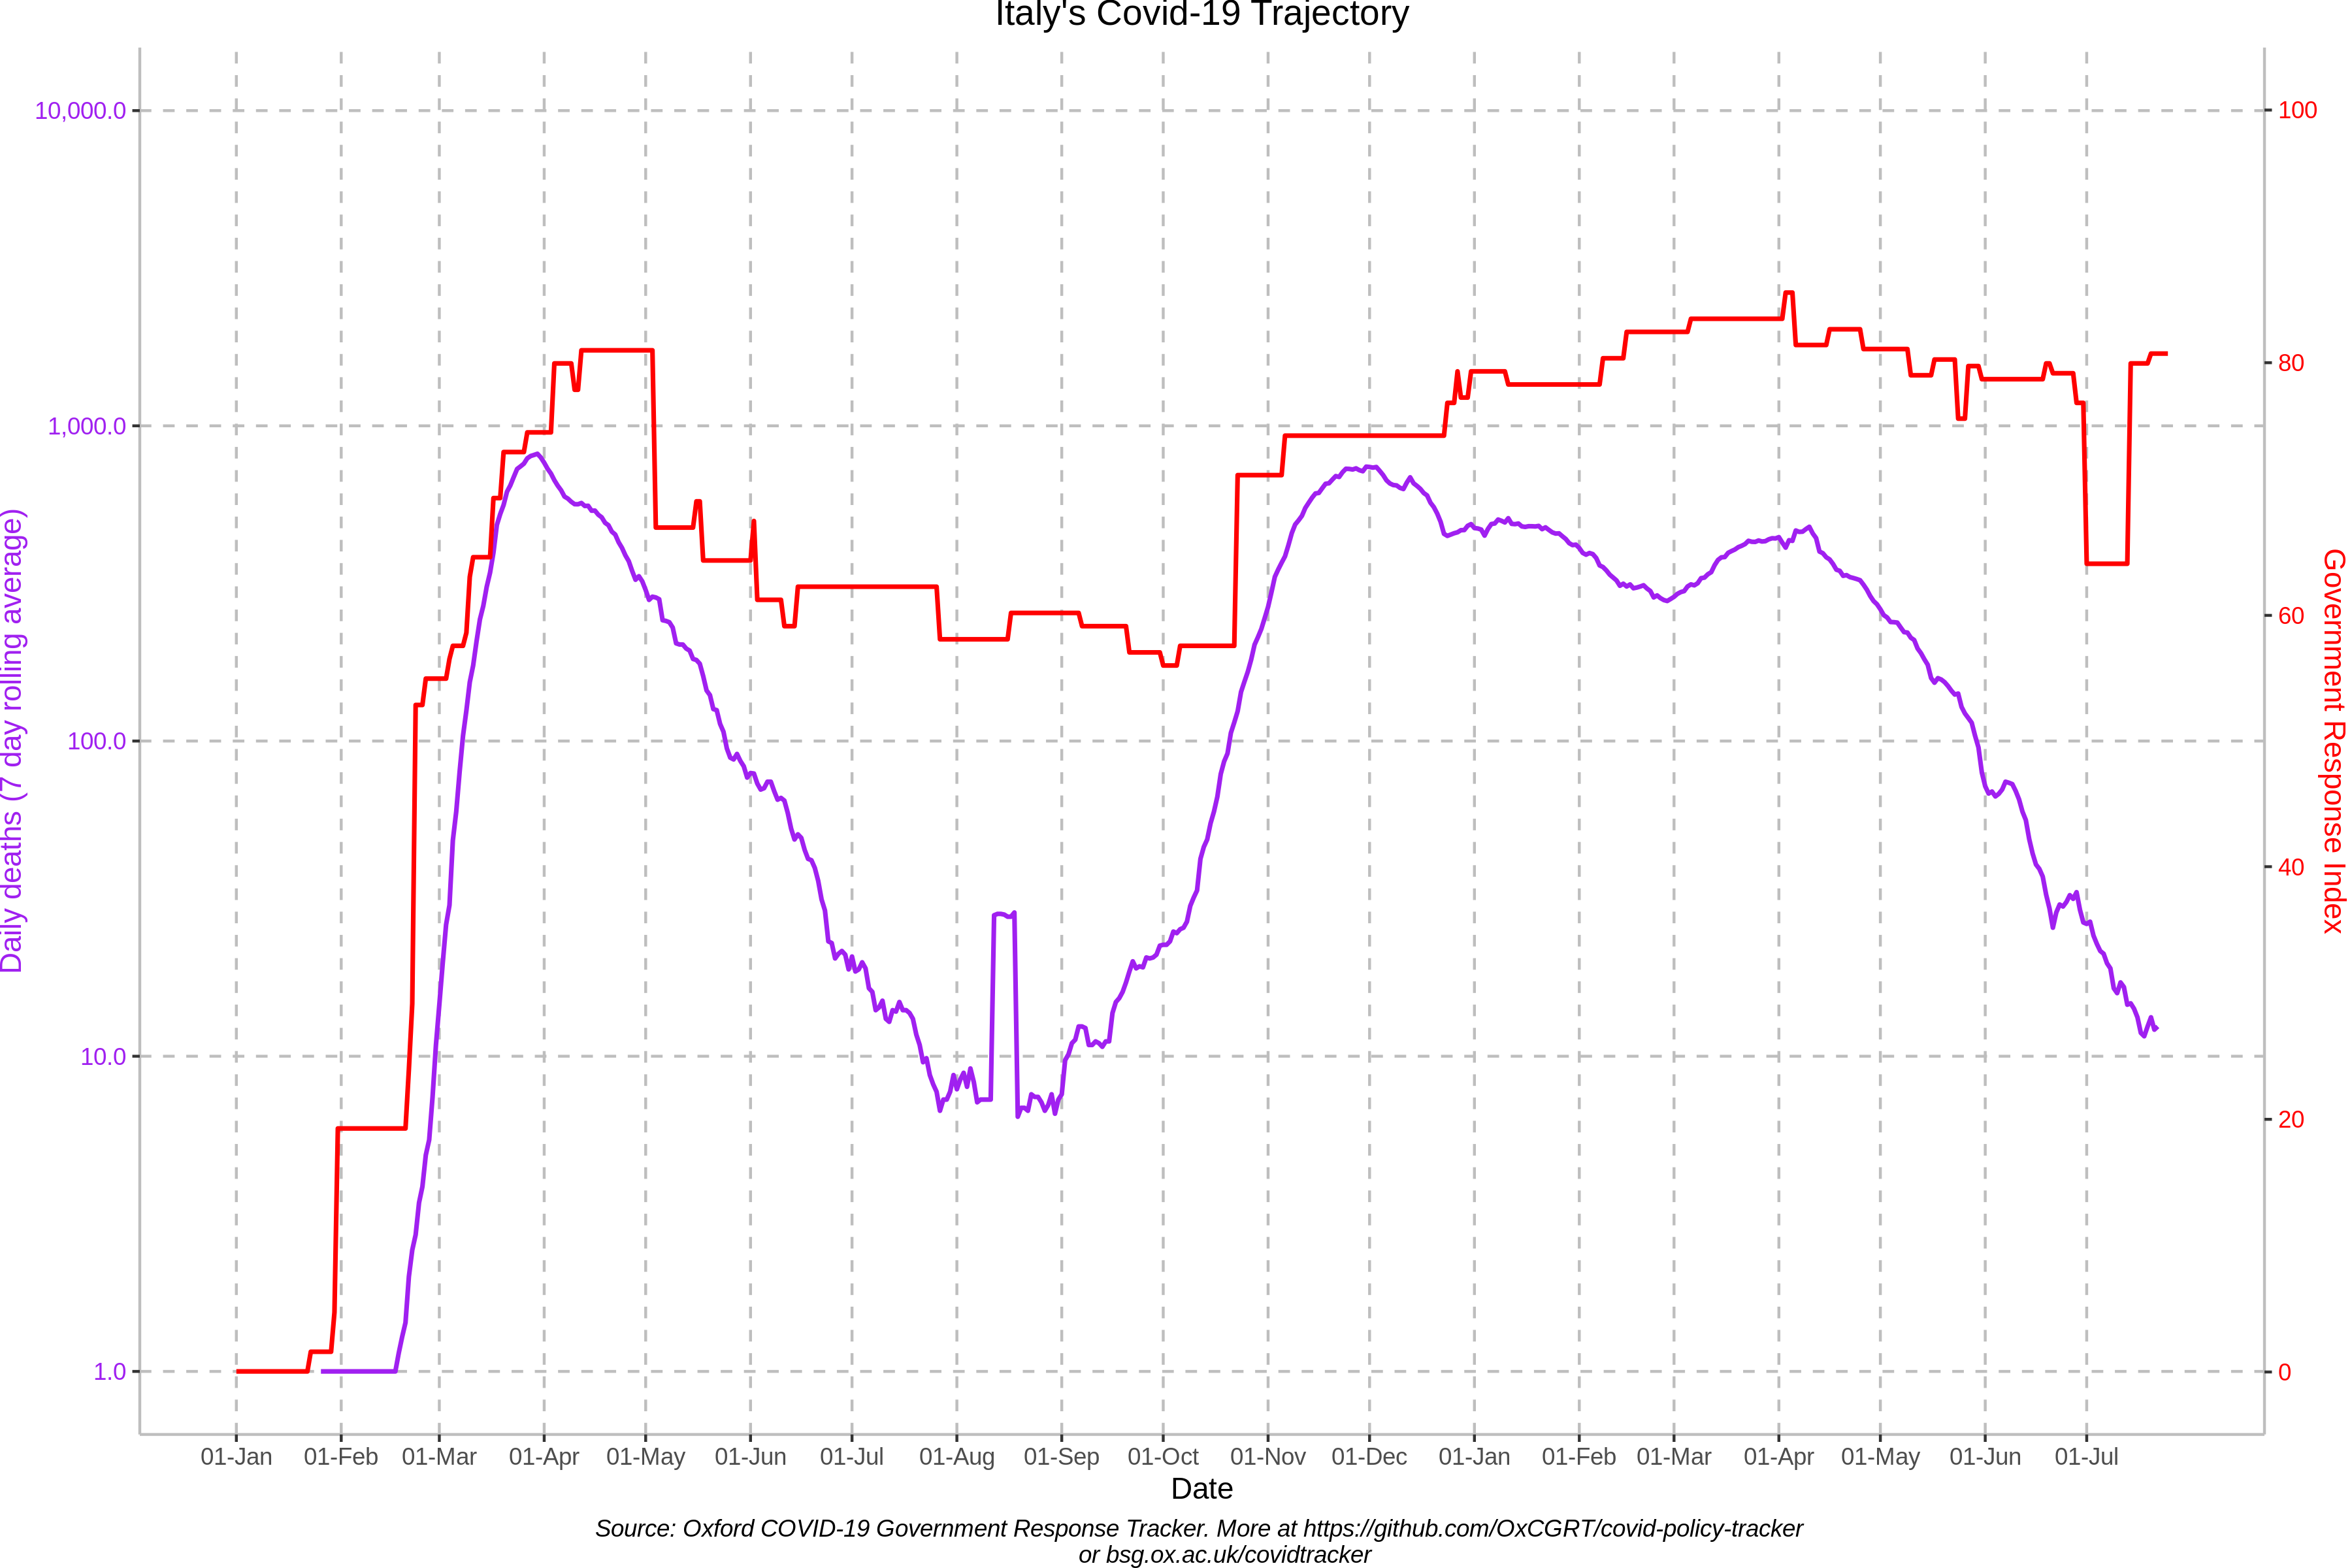 Italy's Covid-19 Trajectory
10,000.0
1,000.0
100.0
10.0
1.0
Daily deaths (7 day rolling average)
100
80
60
40
20
0
Government Response Index
01-Jan 01-Feb 01-Mar 01-Apr 01-May 01-Jun 01-Jul 01-Aug 01-Sep 01-Oct 01-Nov 01-Dec 01-Jan 01-Feb 01-Mar 01-Apr 01-May 01-Jun 01-Jul
Date
Source: Oxford COVID-19 Government Response Tracker. More at https://github.com/OxCGRT/covid-policy-tracker
or bsg.ox.ac.uk/covidtracker